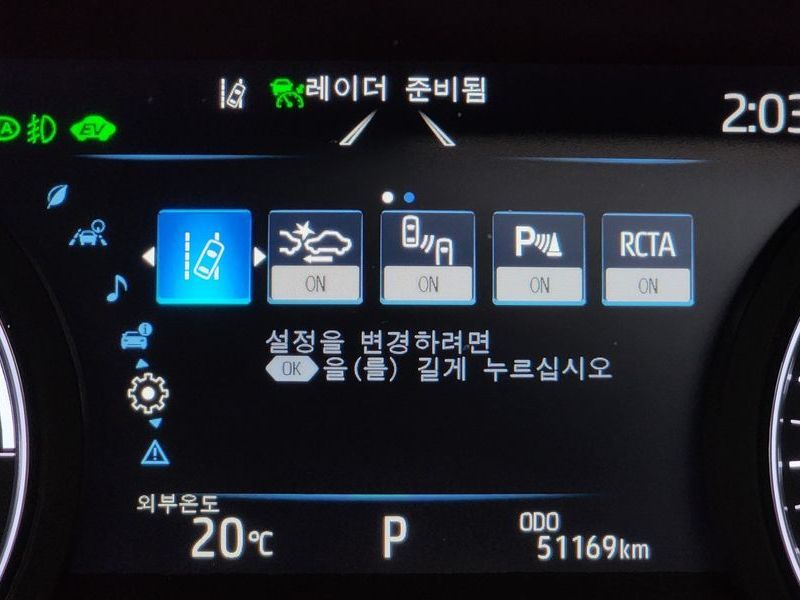 레이더 준비됨
2:03
A
EV
ON
ON
P
ON
RCTA
ON
설정을 변경하려면
OK 을(를) 길게 누르십시오
외부온도
20℃
P
ODO
51169km